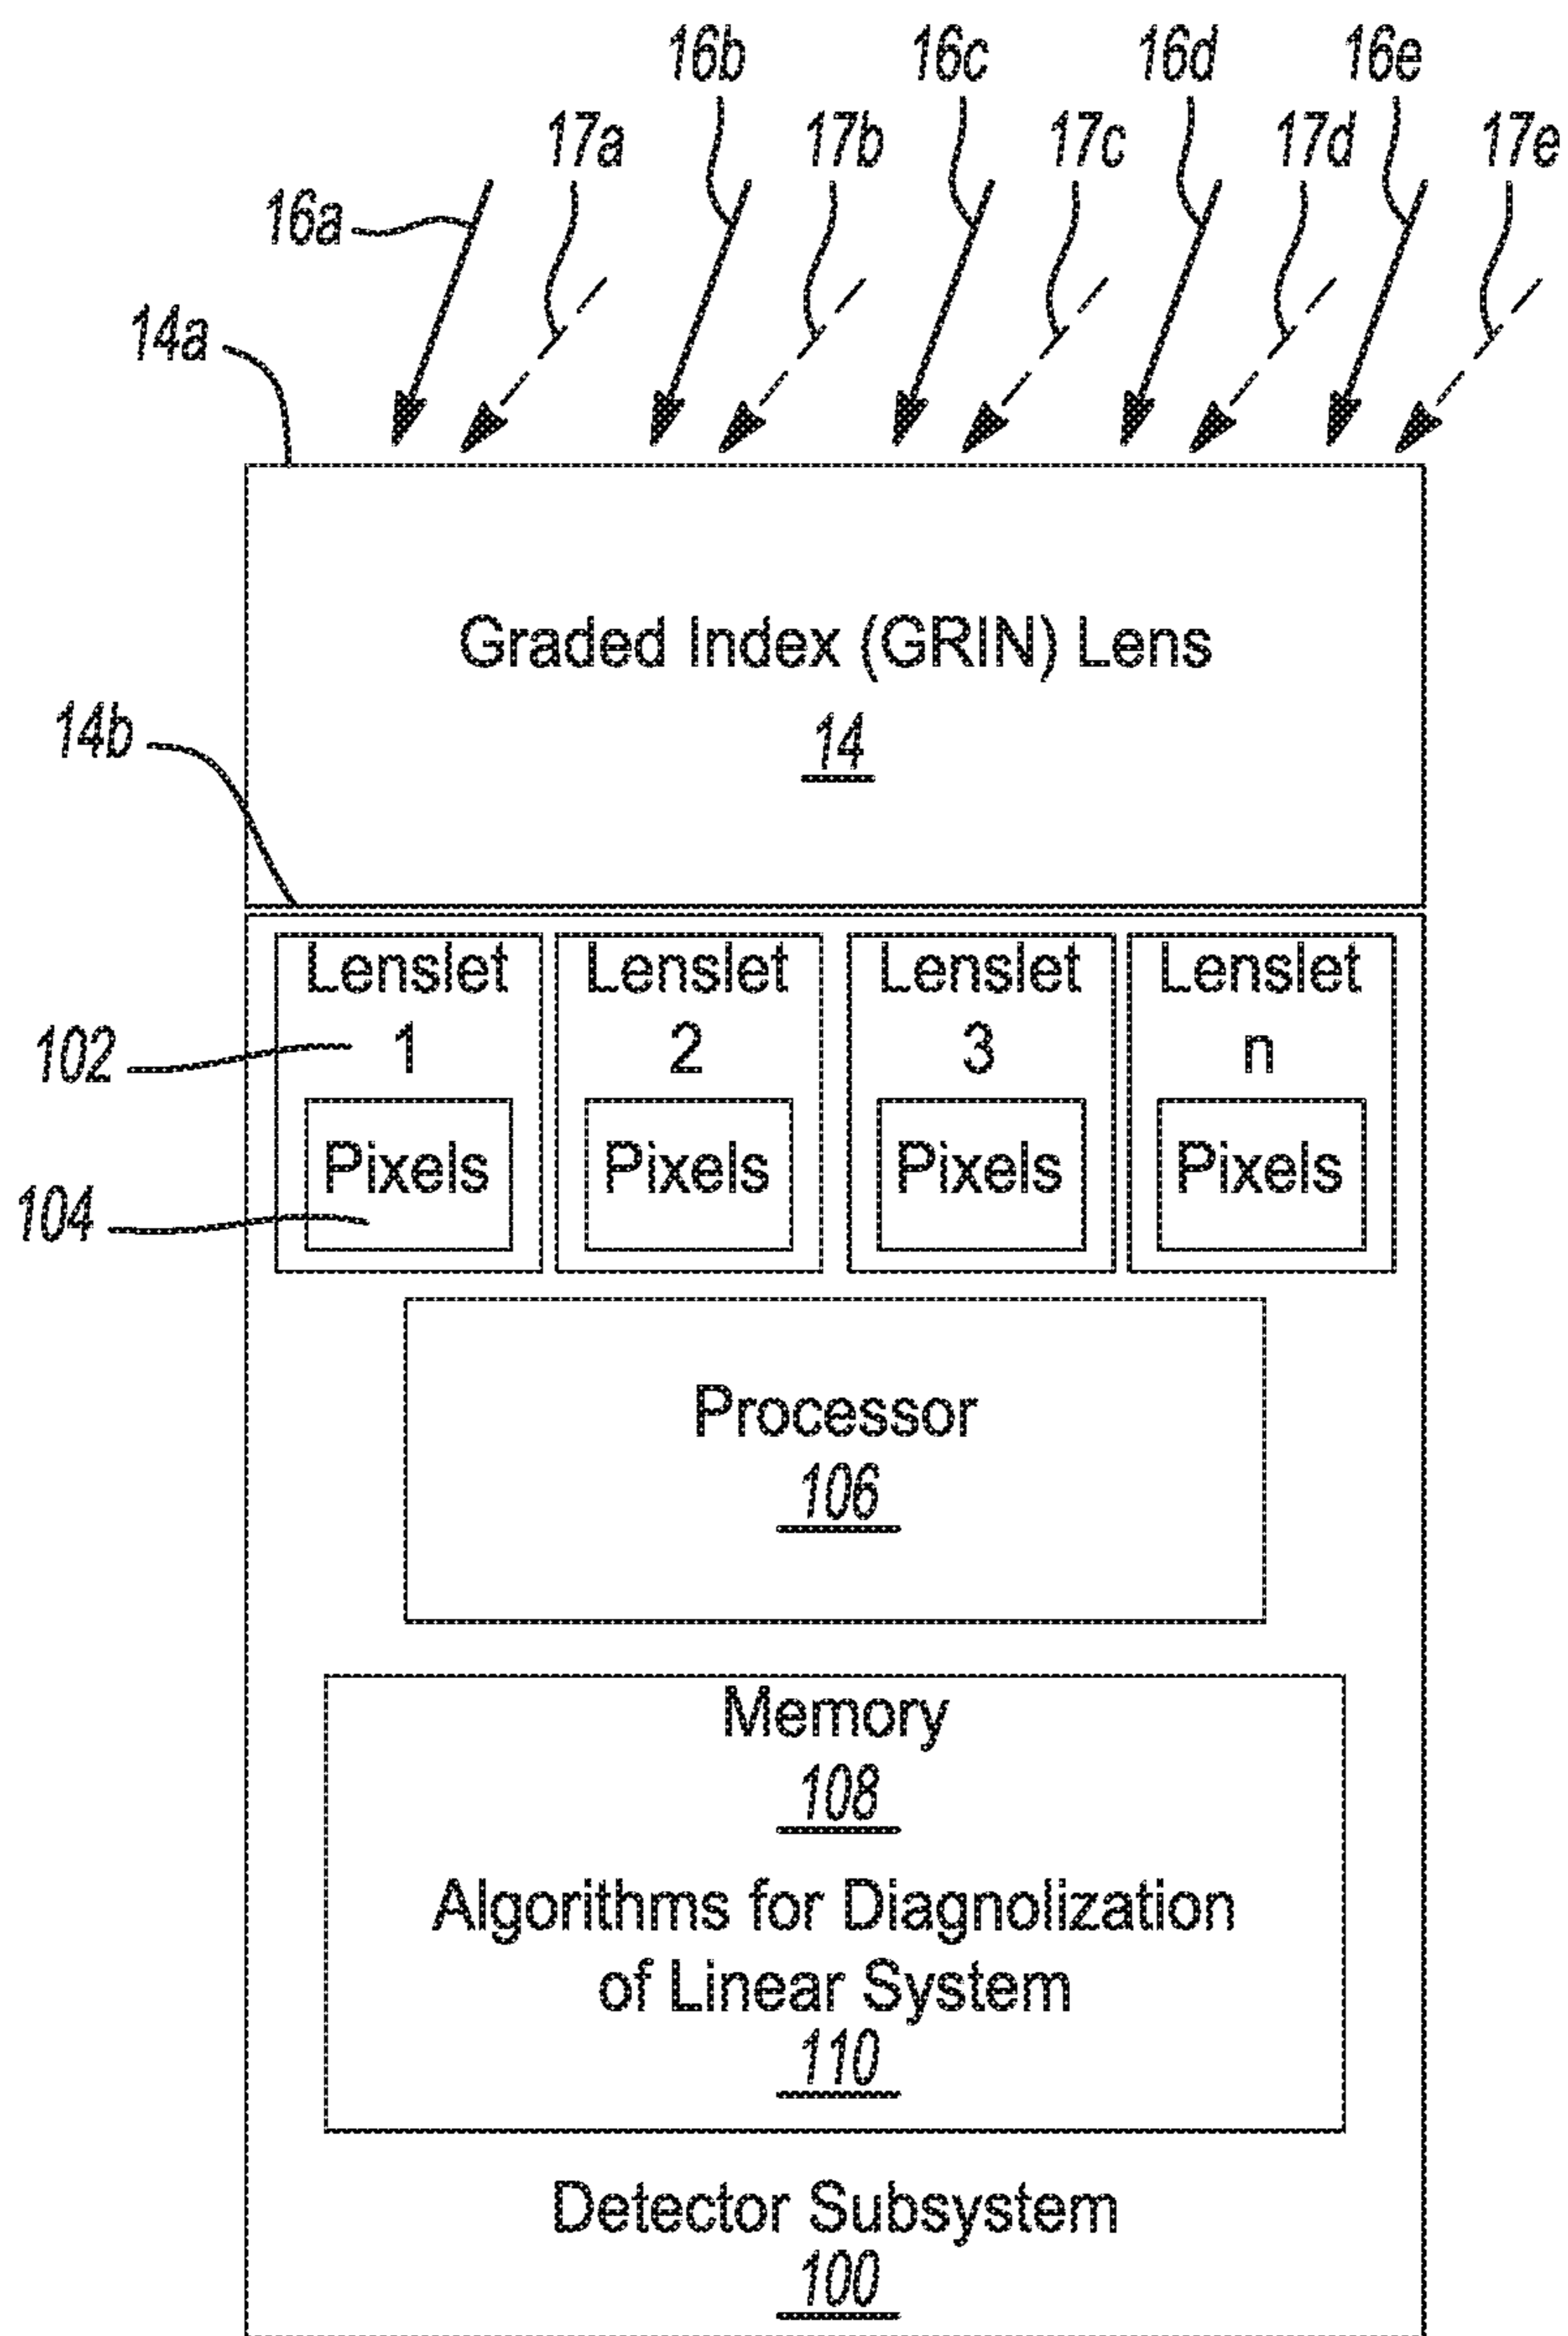 16b 16c 16d 16e
17a 17b 17c 17d 17e
16a
14a
Graded Index (GRIN) Lens
14
14b
Lenslet Lenslet Lenslet Lenslet
102 1 2 3 n
Pixels Pixels Pixels Pixels
104
Processor
106
Memory
108
Algorithms for Diagnolization
of Linear System
110
Detector Subsystem
100